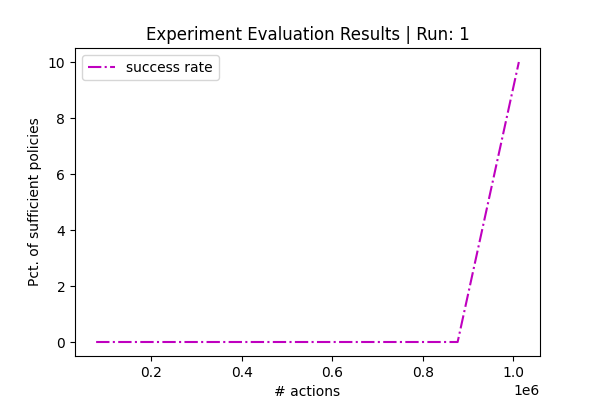 Experiment Evaluation Results | Run: 1
success rate
Pct. of sufficient policies
10
8
6
4
2
0
0.2 0.4 0.6 0.8 1.0
1e6
# actions